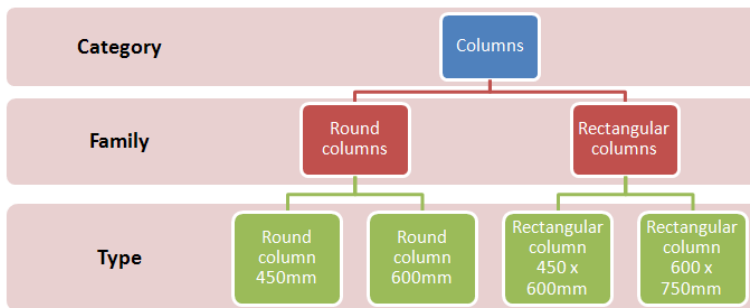 Category
Columns
Family
Round
columns
Rectangular
columns
Type
Round
column
450mm
Round
column
600mm
Rectangular
column
450 x
600mm
Rectangular
column
600 x
750mm